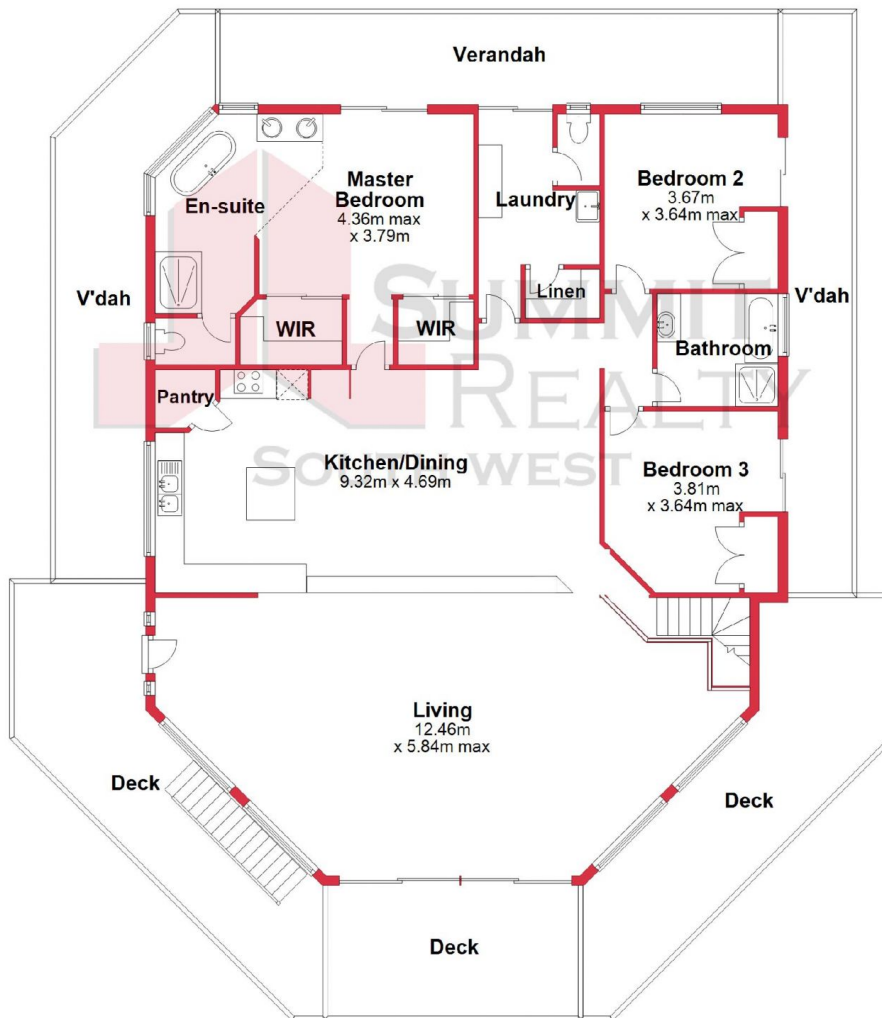 Verandah
Master
Bedroom
4.36m max
x 3.79m
En-suite
Laundry
Bedroom 2
3.67m
x 3.64m max
V'dah
WIR
WIR
Linen
V'dah
Bathroom
SUMMIT
REALTY
SOUTH WEST
Pantry
Kitchen/Dining
9.32m x 4.69m
Bedroom 3
3.81m
x 3.64m max
Living
12.46m
x 5.84m max
Deck
Deck
Deck